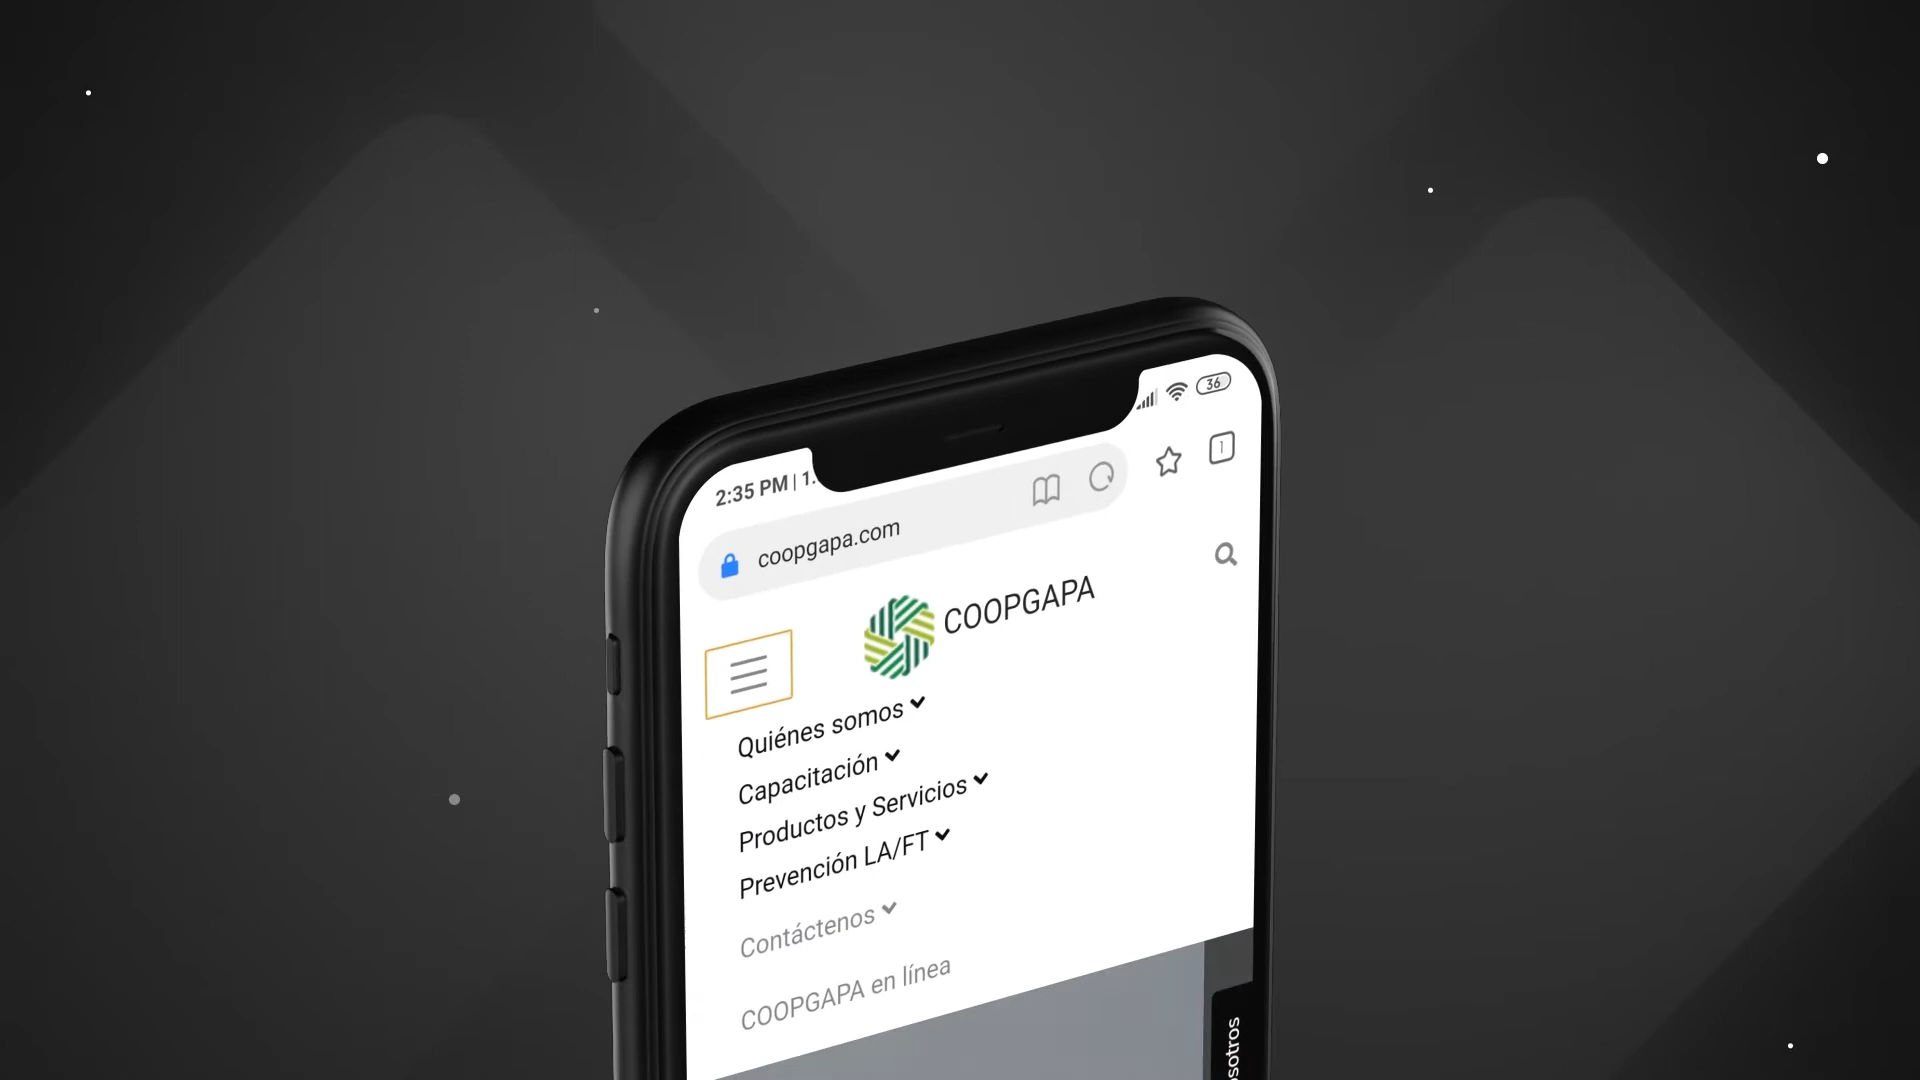 2:35 PM | 1.
36
coopgapa.com
1
COOPGAPA
Quiénes somos
Capacitación
Productos y Servicios
Prevención LA/FT
Contáctenos
COOPGAPA en línea